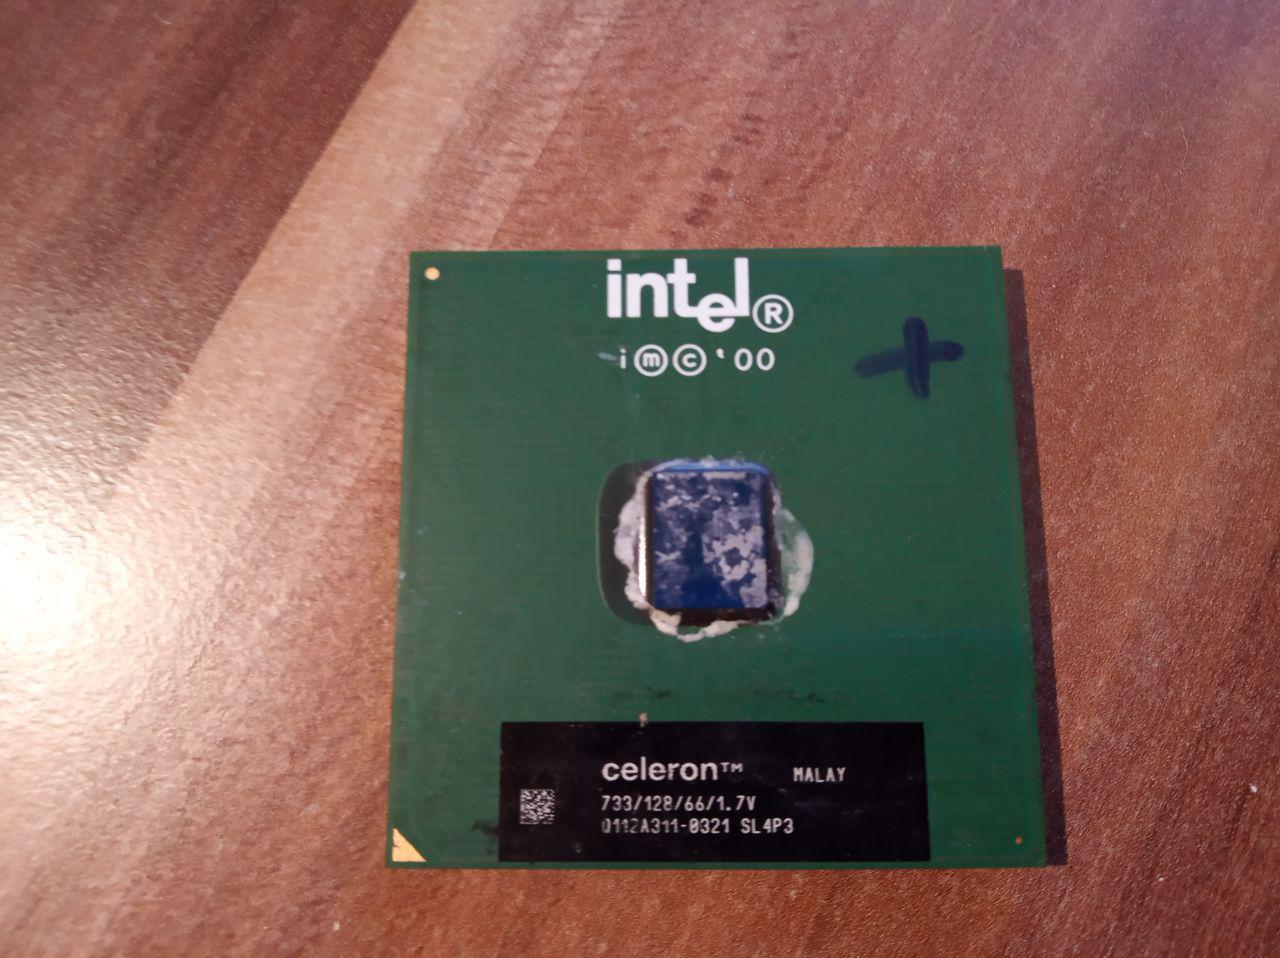 intel®
i ⓜ © '00
celeron™ MALAY
733/128/66/1.7V
Q112A311-0321 SL4P3